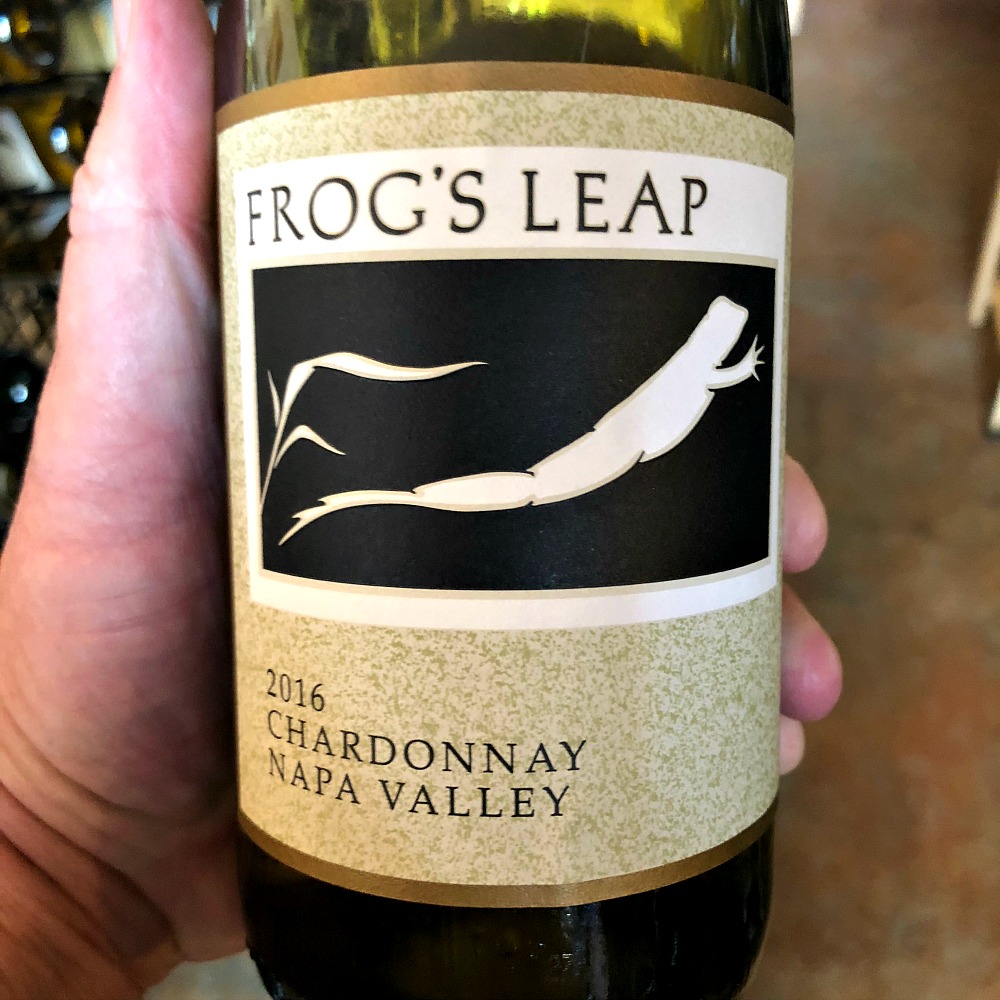 FROG'S LEAP
2016
CHARDONNAY
NAPA VALLEY